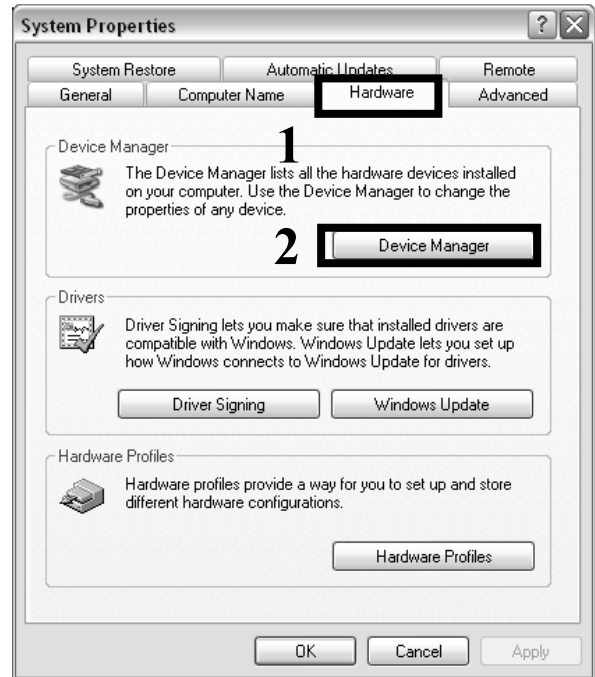 System Properties
System Restore Automatic Updates Remote
General Computer Name Hardware Advanced
1
Device Manager
The Device Manager lists all the hardware devices installed
on your computer. Use the Device Manager to change the
properties of any device.
2 Device Manager
Drivers
Driver Signing lets you make sure that installed drivers are
compatible with Windows. Windows Update lets you set up
how Windows connects to Windows Update for drivers.
Driver Signing Windows Update
Hardware Profiles
Hardware profiles provide a way for you to set up and store
different hardware configurations.
Hardware Profiles
OK Cancel Apply